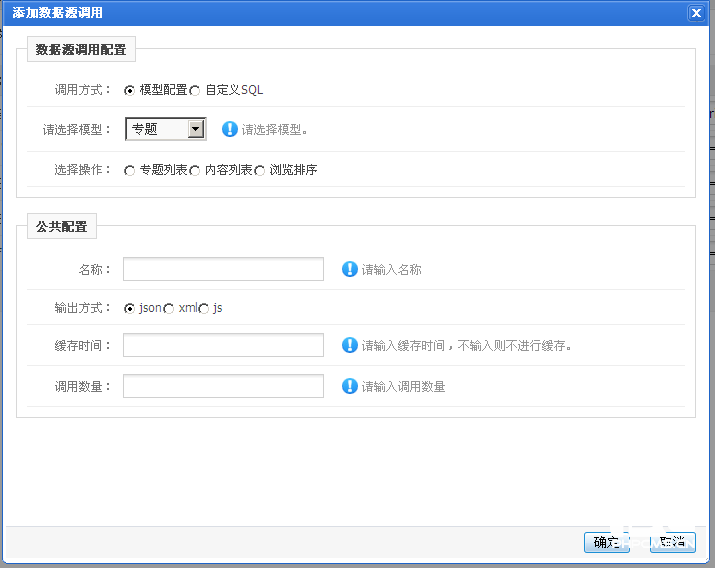 添加数据源调用
数据源调用配置
调用方式： 模型配置 自定义SQL
请选择模型： 专题 请选择模型。
选择操作： 专题列表 内容列表 浏览排序
公共配置
名称： 请输入名称
输出方式： json xml js
缓存时间： 请输入缓存时间，不输入则不进行缓存。
调用数量： 请输入调用数量
确定 取消